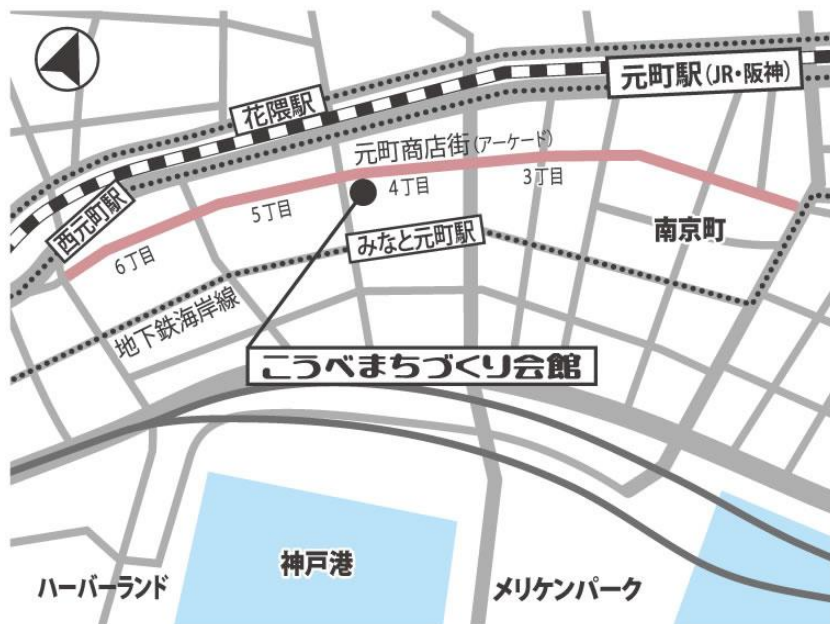 元町駅(JR・阪神)
花隈駅
元町商店街(アーケード)
3丁目
4丁目
5丁目
西元町駅
南京町
みなと元町駅
6丁目
地下鉄海岸線
こうべまちづくり会館
神戸港
ハーバーランド
メリケンパーク